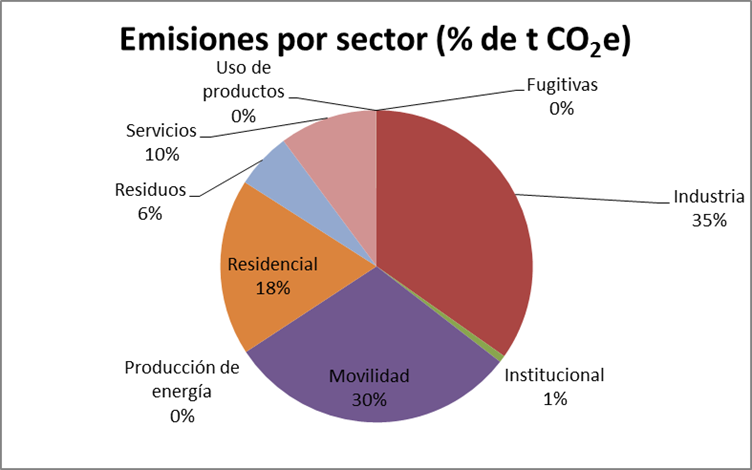 Emisiones por sector (% de t CO₂e)
Uso de
productos
0%
Fugitivas
0%
Servicios
10%
Residuos
6%
Industria
35%
Residencial
18%
Producción de
energía
0%
Movilidad
30%
Institucional
1%